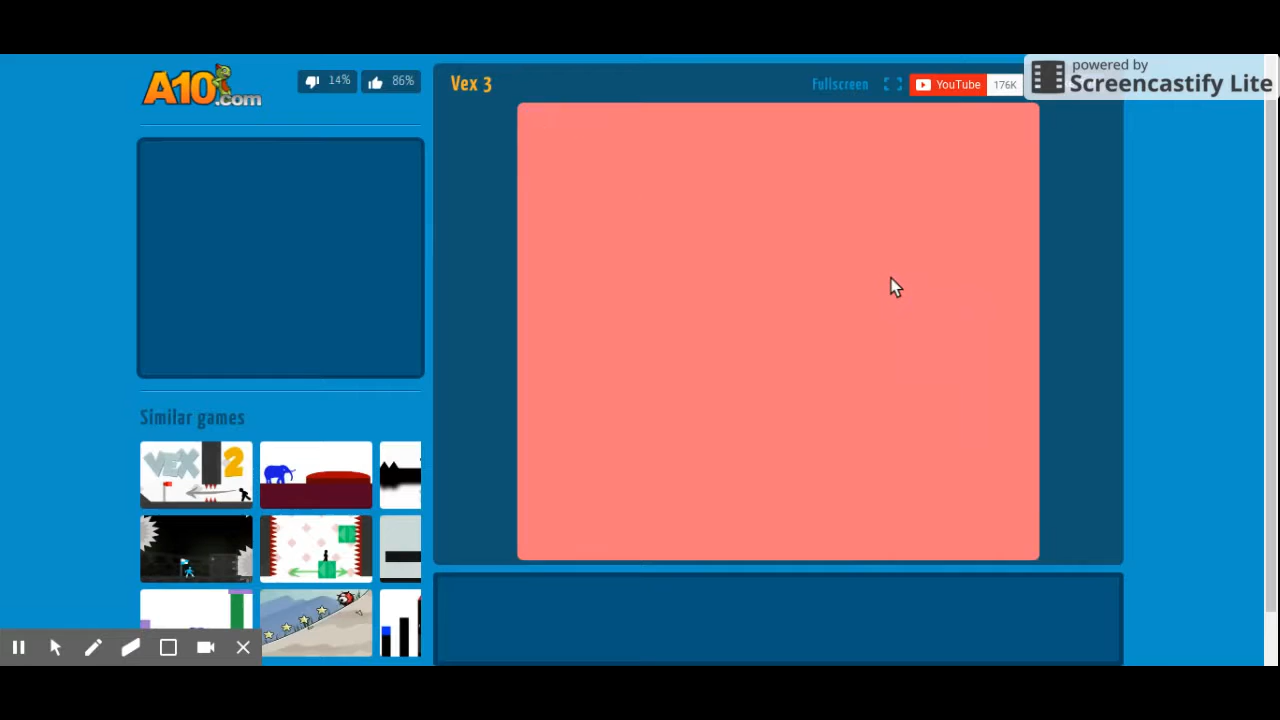 A10.com
14%
86%
Vex 3
Fullscreen
YouTube
176K
powered by
Screencastify Lite
Similar games
VEX 2